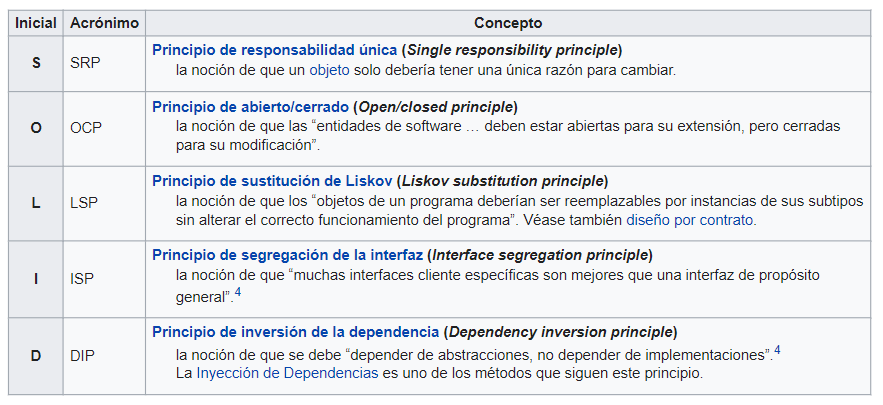 Inicial Acrónimo Concepto
S SRP Principio de responsabilidad única (Single responsibility principle)
la noción de que un objeto solo debería tener una única razón para cambiar.
O OCP Principio de abierto/cerrado (Open/closed principle)
la noción de que las “entidades de software … deben estar abiertas para su extensión, pero cerradas
para su modificación”.
L LSP Principio de sustitución de Liskov (Liskov substitution principle)
la noción de que los “objetos de un programa deberían ser reemplazables por instancias de sus subtipos
sin alterar el correcto funcionamiento del programa”. Véase también diseño por contrato.
I ISP Principio de segregación de la interfaz (Interface segregation principle)
la noción de que “muchas interfaces cliente específicas son mejores que una interfaz de propósito
general”.4
D DIP Principio de inversión de la dependencia (Dependency inversion principle)
la noción de que se debe “depender de abstracciones, no depender de implementaciones”.4
La Inyección de Dependencias es uno de los métodos que siguen este principio.